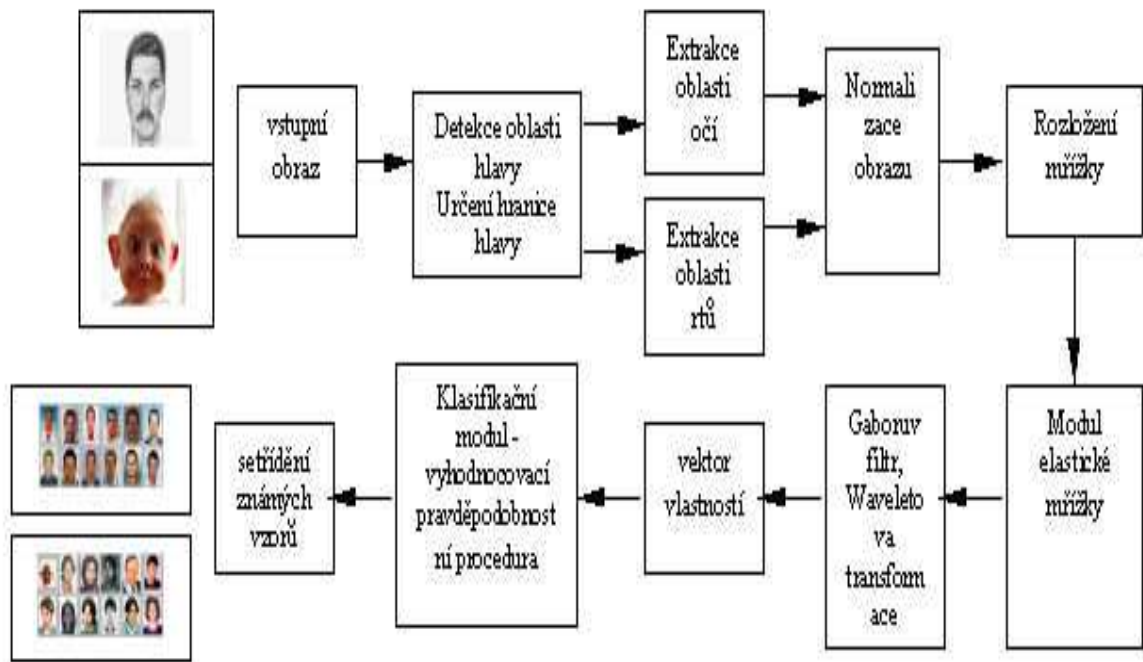 vstupní
obraz
Detekce oblasti
hlavy
Určení hranice
hlavy
Extrakce
oblasti
očí
Extrakce
oblasti
rtů
Normali
zace
obrazu
Rozložení
mřížky
Modul
elastické
mřížky
Gaboruv
filtr,
Waveleto
va
transform
ace
vektor
vlastností
Klasifikační
modul -
vyhodnocovací
pravděpodobnost
ní procedura
setřídění
známých
vzorů